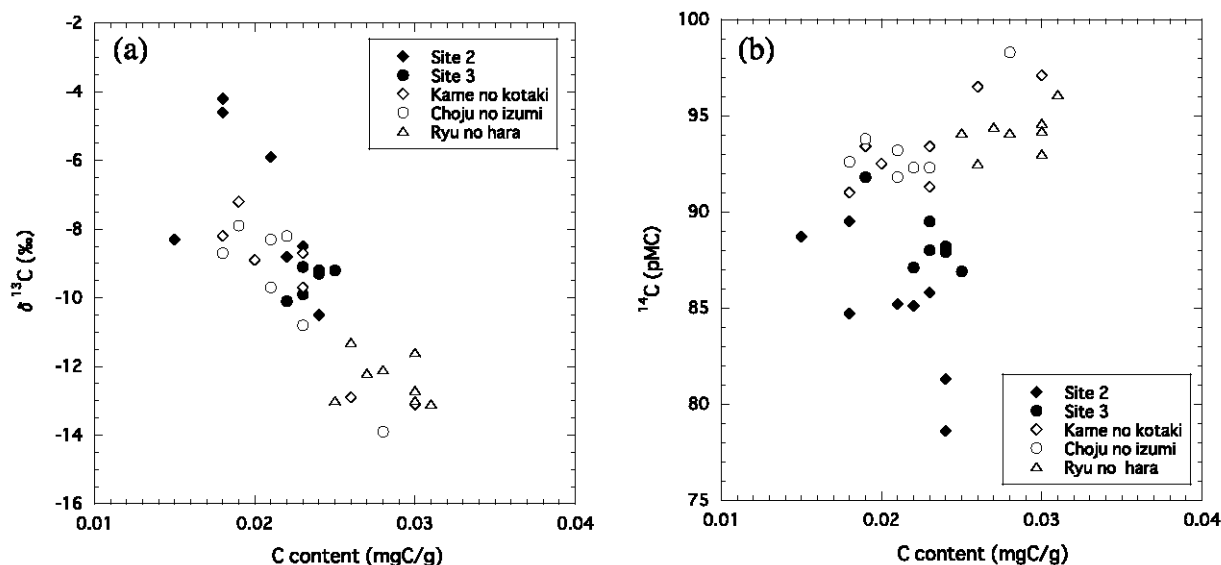 (a)
Site 2
Site 3
Kame no kotaki
Choju no izumi
Ryu no hara
-2
-4
-6
-8
-10
-12
-14
-16
δ ¹³C (‰)
0.01 0.02 0.03 0.04
C content (mgC/g)
(b)
100
95
90
85
80
75
¹⁴C (pMC)
Site 2
Site 3
Kame no kotaki
Choju no izumi
Ryu no hara
0.01 0.02 0.03 0.04
C content (mgC/g)